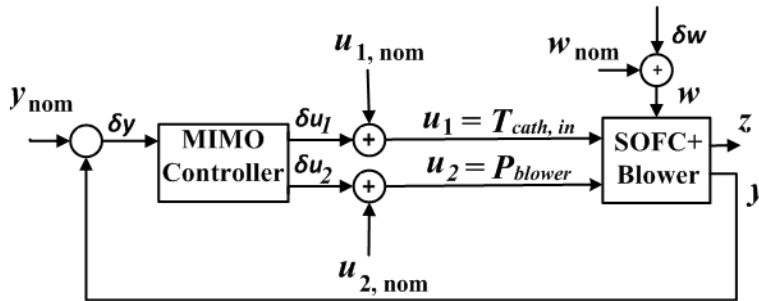 u1, nom
wnom
δw
+
w
ynom
δy
MIMO
Controller
δu1
δu2
+
+
u1 = Tcath, in
u2 = Pblower
SOFC+
Blower
z
y
u2, nom